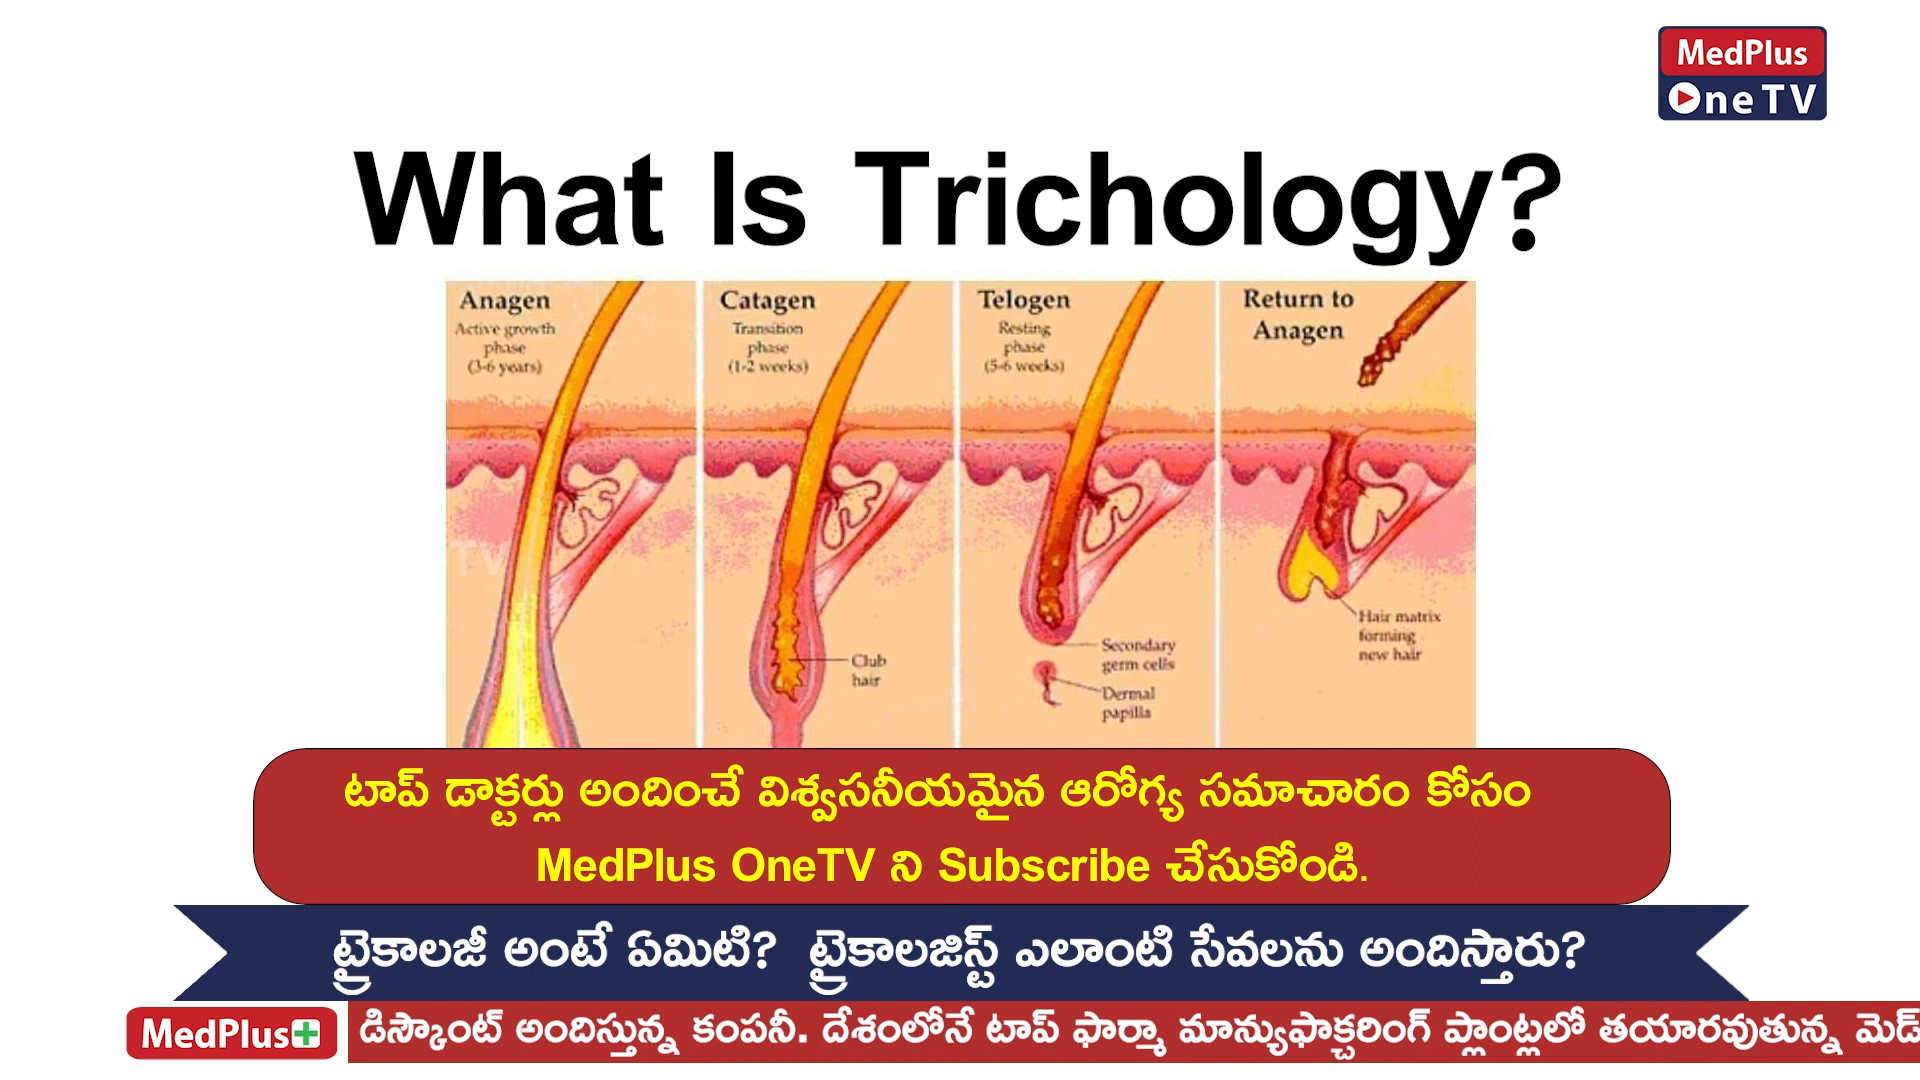 MedPlus
OneTV
What Is Trichology?
Anagen
Active growth
phase
(3-6 years)
Catagen
Transition
phase
(1-2 weeks)
Club
hair
Telogen
Resting
phase
(5-6 weeks)
Secondary
germ cells
Dermal
papilla
Return to
Anagen
Hair matrix
forming
new hair
TV
టాప్ డాక్టర్లు అందించే విశ్వసనీయమైన ఆరోగ్య సమాచారం కోసం
MedPlus OneTV ని Subscribe చేసుకోండి.
ట్రైకాలజీ అంటే ఏమిటి? ట్రైకాలజిస్ట్ ఎలాంటి సేవలను అందిస్తారు?
MedPlus
డిస్కౌంట్ అందిస్తున్న కంపనీ. దేశంలోనే టాప్ ఫార్మా మాన్యుఫాక్చరింగ్ ప్లాంట్లలో తయారవుతున్న మెడ్